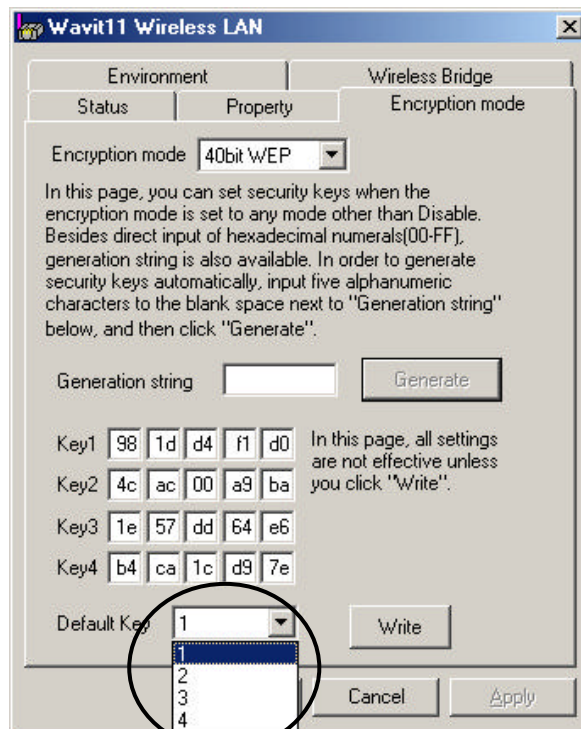 Wavit11 Wireless LAN
Environment Wireless Bridge
Status Property Encryption mode
Encryption mode 40bit WEP
In this page, you can set security keys when the
encryption mode is set to any mode other than Disable.
Besides direct input of hexadecimal numerals(00-FF),
generation string is also available. In order to generate
security keys automatically, input five alphanumeric
characters to the blank space next to "Generation string"
below, and then click "Generate".
Generation string Generate
Key1 98 1d d4 f1 d0
Key2 4c ac 00 a9 ba
Key3 1e 57 dd 64 e6
Key4 b4 ca 1c d9 7e
In this page, all settings
are not effective unless
you click "Write".
Default Key 1 Write
1
2
3
4
Cancel Apply